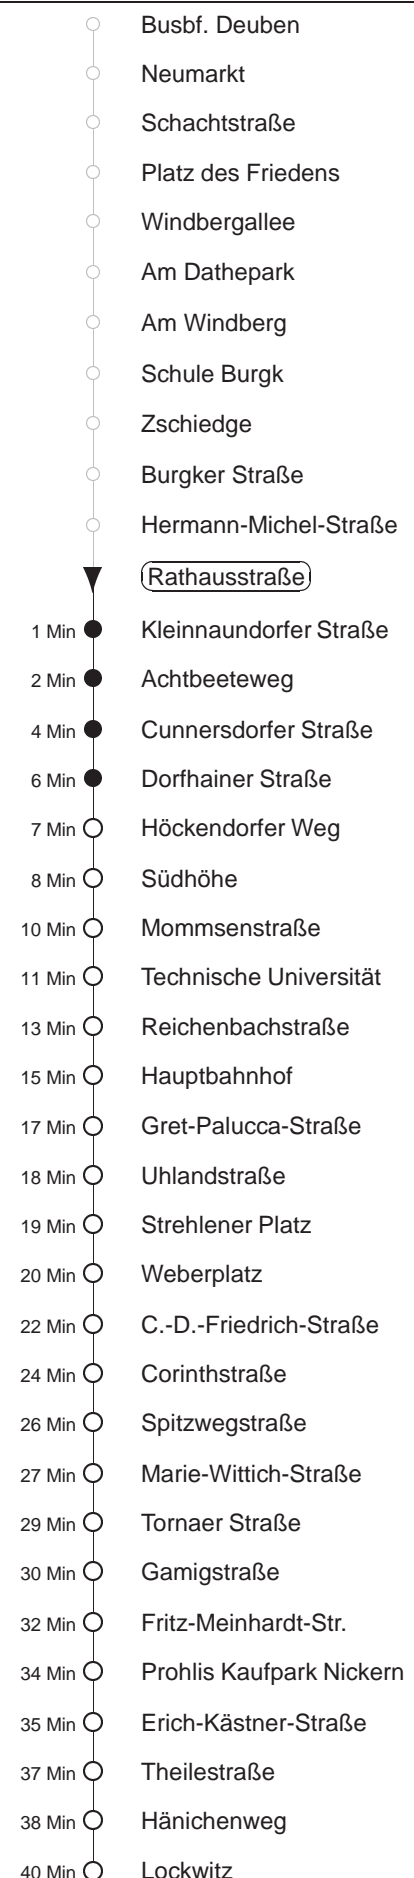 Busbf. Deuben
Neumarkt
Schachtstraße
Platz des Friedens
Windbergallee
Am Dathepark
Am Windberg
Schule Burgk
Zschiedge
Burgker Straße
Hermann-Michel-Straße
Rathausstraße
1 Min Kleinnaundorfer Straße
2 Min Achtbeeteweg
4 Min Cunnersdorfer Straße
6 Min Dorfhainer Straße
7 Min Höckendorfer Weg
8 Min Südhöhe
10 Min Mommsenstraße
11 Min Technische Universität
13 Min Reichenbachstraße
15 Min Hauptbahnhof
17 Min Gret-Palucca-Straße
18 Min Uhlandstraße
19 Min Strehlener Platz
20 Min Weberplatz
22 Min C.-D.-Friedrich-Straße
24 Min Corinthstraße
26 Min Spitzwegstraße
27 Min Marie-Wittich-Straße
29 Min Tornaer Straße
30 Min Gamigstraße
32 Min Fritz-Meinhardt-Str.
34 Min Prohlis Kaufpark Nickern
35 Min Erich-Kästner-Straße
37 Min Theilestraße
38 Min Hänichenweg
40 Min Lockwitz